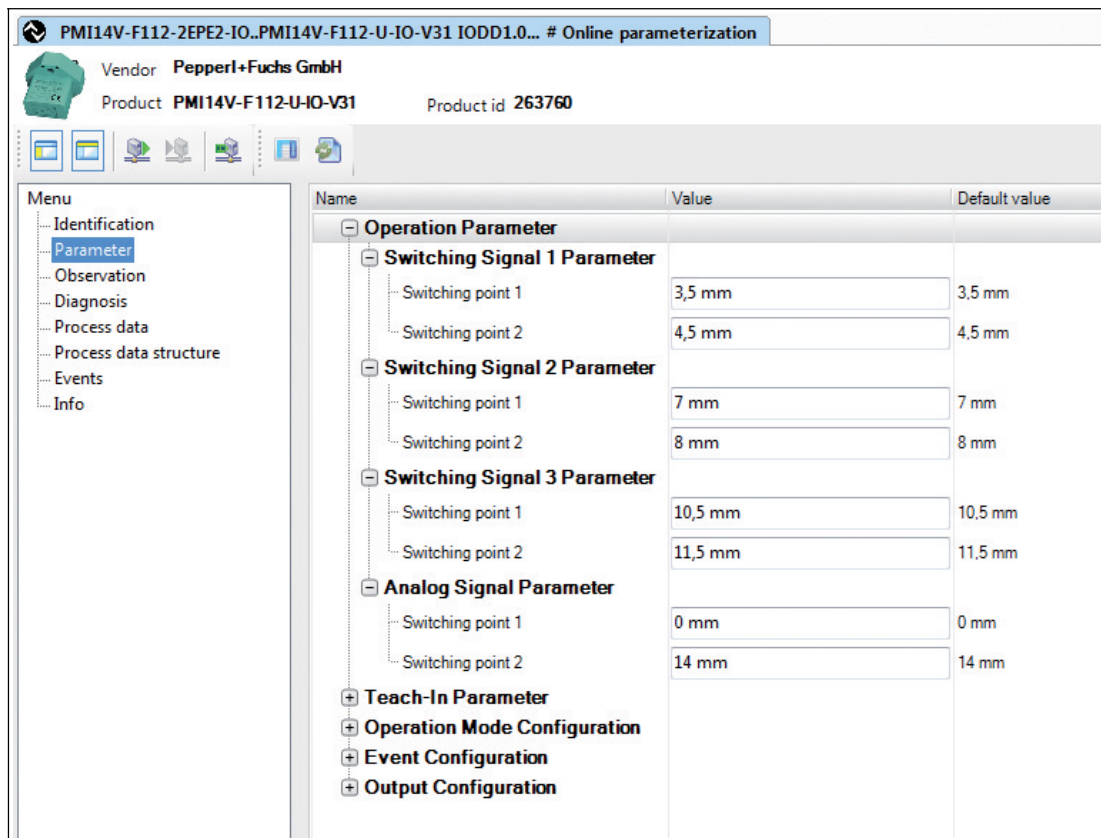 PMI14V-F112-2EPE2-IO..PMI14V-F112-U-IO-V31 IODD1.0... # Online parameterization
Vendor Pepperl+Fuchs GmbH
Product PMI14V-F112-U-IO-V31 Product id 263760
Menu
Identification
Parameter
Observation
Diagnosis
Process data
Process data structure
Events
Info
Name Value Default value
Operation Parameter
Switching Signal 1 Parameter
Switching point 1 3,5 mm 3,5 mm
Switching point 2 4,5 mm 4,5 mm
Switching Signal 2 Parameter
Switching point 1 7 mm 7 mm
Switching point 2 8 mm 8 mm
Switching Signal 3 Parameter
Switching point 1 10,5 mm 10,5 mm
Switching point 2 11,5 mm 11,5 mm
Analog Signal Parameter
Switching point 1 0 mm 0 mm
Switching point 2 14 mm 14 mm
Teach-In Parameter
Operation Mode Configuration
Event Configuration
Output Configuration